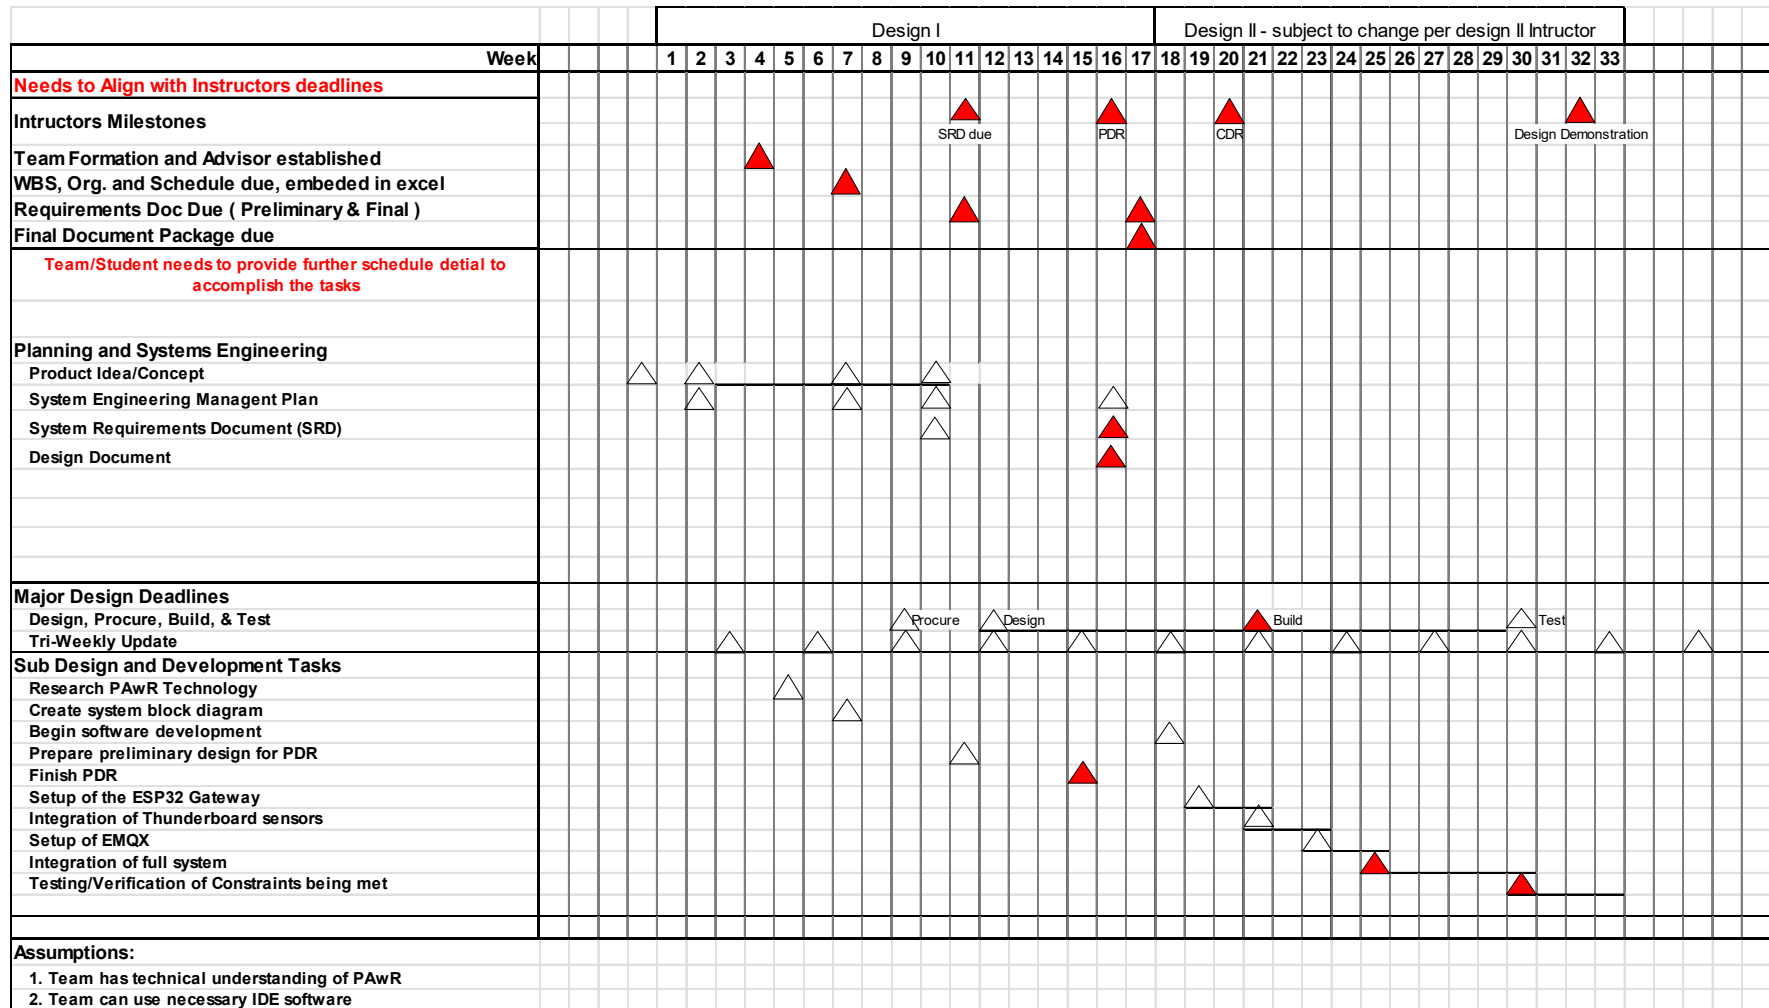 Design I
Design II - subject to change per design II Intructor
Week 1 2 3 4 5 6 7 8 9 10 11 12 13 14 15 16 17 18 19 20 21 22 23 24 25 26 27 28 29 30 31 32 33
Needs to Align with Instructors deadlines
Intructors Milestones
SRD due PDR CDR Design Demonstration
Team Formation and Advisor established
WBS, Org. and Schedule due, embeded in excel
Requirements Doc Due ( Preliminary & Final )
Final Document Package due
Team/Student needs to provide further schedule detial to
accomplish the tasks
Planning and Systems Engineering
Product Idea/Concept
System Engineering Managent Plan
System Requirements Document (SRD)
Design Document
Major Design Deadlines
Design, Procure, Build, & Test Procure Design Build Test
Tri-Weekly Update
Sub Design and Development Tasks
Research PAwR Technology
Create system block diagram
Begin software development
Prepare preliminary design for PDR
Finish PDR
Setup of the ESP32 Gateway
Integration of Thunderboard sensors
Setup of EMQX
Integration of full system
Testing/Verification of Constraints being met
Assumptions:
1. Team has technical understanding of PAwR
2. Team can use necessary IDE software